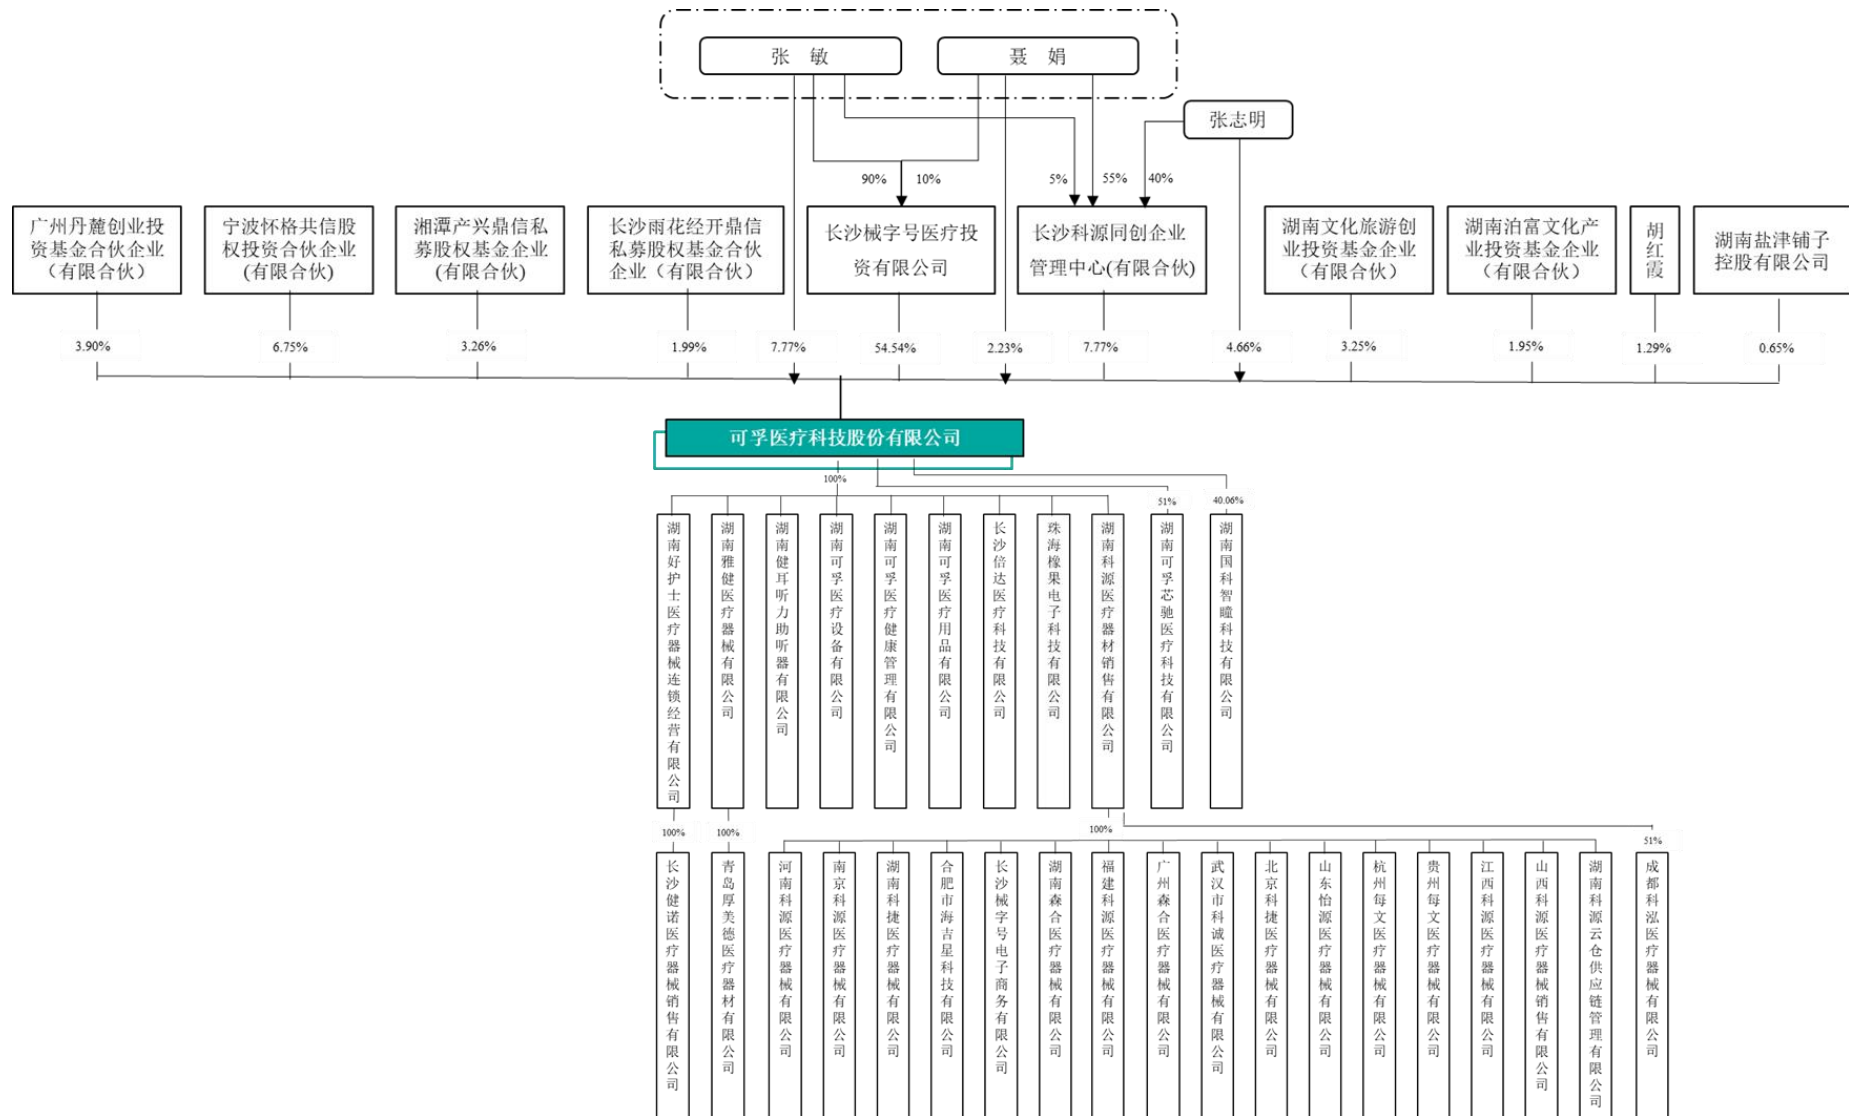 张　敏
聂　娟
张志明
90%
10%
5%
55%
40%
广州丹麓创业投
资基金合伙企业
（有限合伙）
宁波怀格共信股
权投资合伙企业
(有限合伙)
湘潭产兴鼎信私
募股权基金企业
(有限合伙)
长沙雨花经开鼎信
私募股权基金合伙
企业（有限合伙）
长沙械字号医疗投
资有限公司
长沙科源同创企业
管理中心(有限合伙)
湖南文化旅游创
业投资基金企业
（有限合伙）
湖南泊富文化产
业投资基金企业
（有限合伙）
胡红霞
湖南盐津铺子
控股有限公司
3.90%
6.75%
3.26%
1.99%
7.77%
54.54%
2.23%
7.77%
4.66%
3.25%
1.95%
1.29%
0.65%
可孚医疗科技股份有限公司
100%
51%
40.06%
湖南好护士医疗器械连锁经营有限公司
湖南雅健医疗器械有限公司
湖南健耳听力助听器有限公司
湖南可孚医疗设备有限公司
湖南可孚医疗健康管理有限公司
湖南可孚医疗用品有限公司
长沙倍达医疗科技有限公司
珠海橡果电子科技有限公司
湖南科源医疗器材销售有限公司
湖南可孚芯驰医疗科技有限公司
湖南国科智瞳科技有限公司
100%
100%
100%
51%
长沙健诺医疗器械销售有限公司
青岛厚美德医疗器材有限公司
河南科源医疗器械有限公司
南京科源医疗器械有限公司
湖南科捷医疗器械有限公司
合肥市海吉星科技有限公司
长沙械字号电子商务有限公司
湖南森合医疗器械有限公司
福建科源医疗器械有限公司
广州森合医疗器械有限公司
武汉市科诚医疗器械有限公司
北京科捷医疗器械有限公司
山东怡源医疗器械有限公司
杭州每文医疗器械有限公司
贵州每文医疗器械有限公司
江西科源医疗器械有限公司
山西科源医疗器械销售有限公司
湖南科源云仓供应链管理有限公司
成都科泓医疗器械有限公司